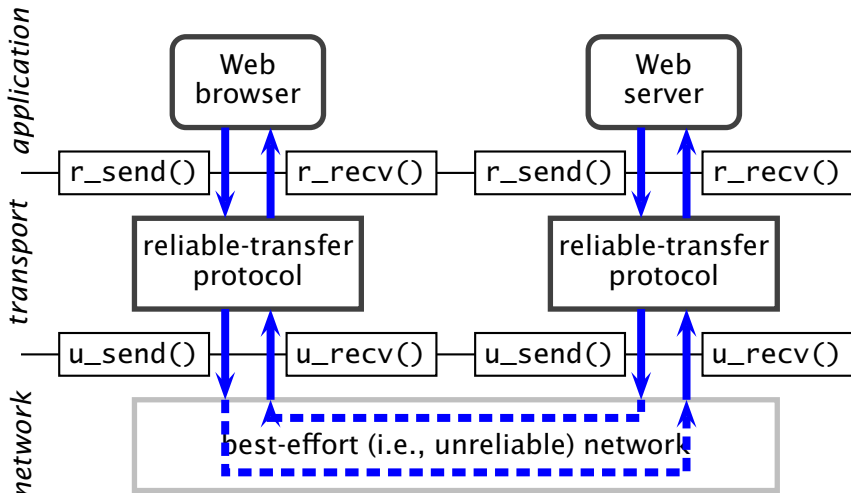 application
Web
browser
Web
server
r_send()
r_recv()
r_send()
r_recv()
transport
reliable-transfer
protocol
reliable-transfer
protocol
u_send()
u_recv()
u_send()
u_recv()
network
best-effort (i.e., unreliable) network